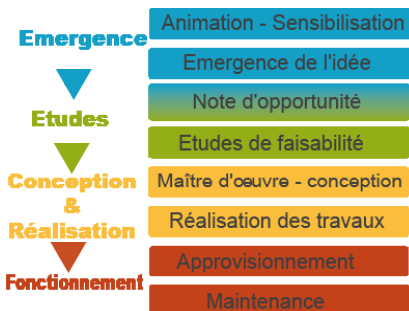 Emergence
Animation - Sensibilisation
Emergence de l'idée
Note d'opportunité
Etudes
Etudes de faisabilité
Conception
&
Réalisation
Maître d'œuvre - conception
Réalisation des travaux
Fonctionnement
Approvisionnement
Maintenance